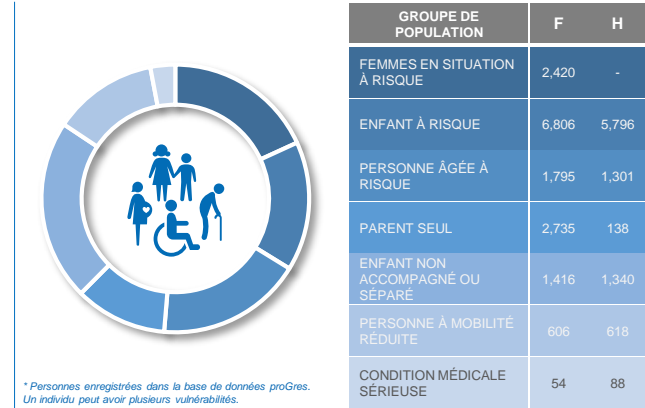 GROUPE DE
POPULATION
F
H
FEMMES EN SITUATION
À RISQUE
2,420
-
ENFANT À RISQUE
6,806
5,796
PERSONNE ÂGÉE À
RISQUE
1,795
1,301
PARENT SEUL
2,735
138
ENFANT NON
ACCOMPAGNÉ OU
SÉPARÉ
1,416
1,340
PERSONNE À MOBILITÉ
RÉDUITE
606
618
CONDITION MÉDICALE
SÉRIEUSE
54
88
* Personnes enregistrées dans la base de données proGres.
Un individu peut avoir plusieurs vulnérabilités.